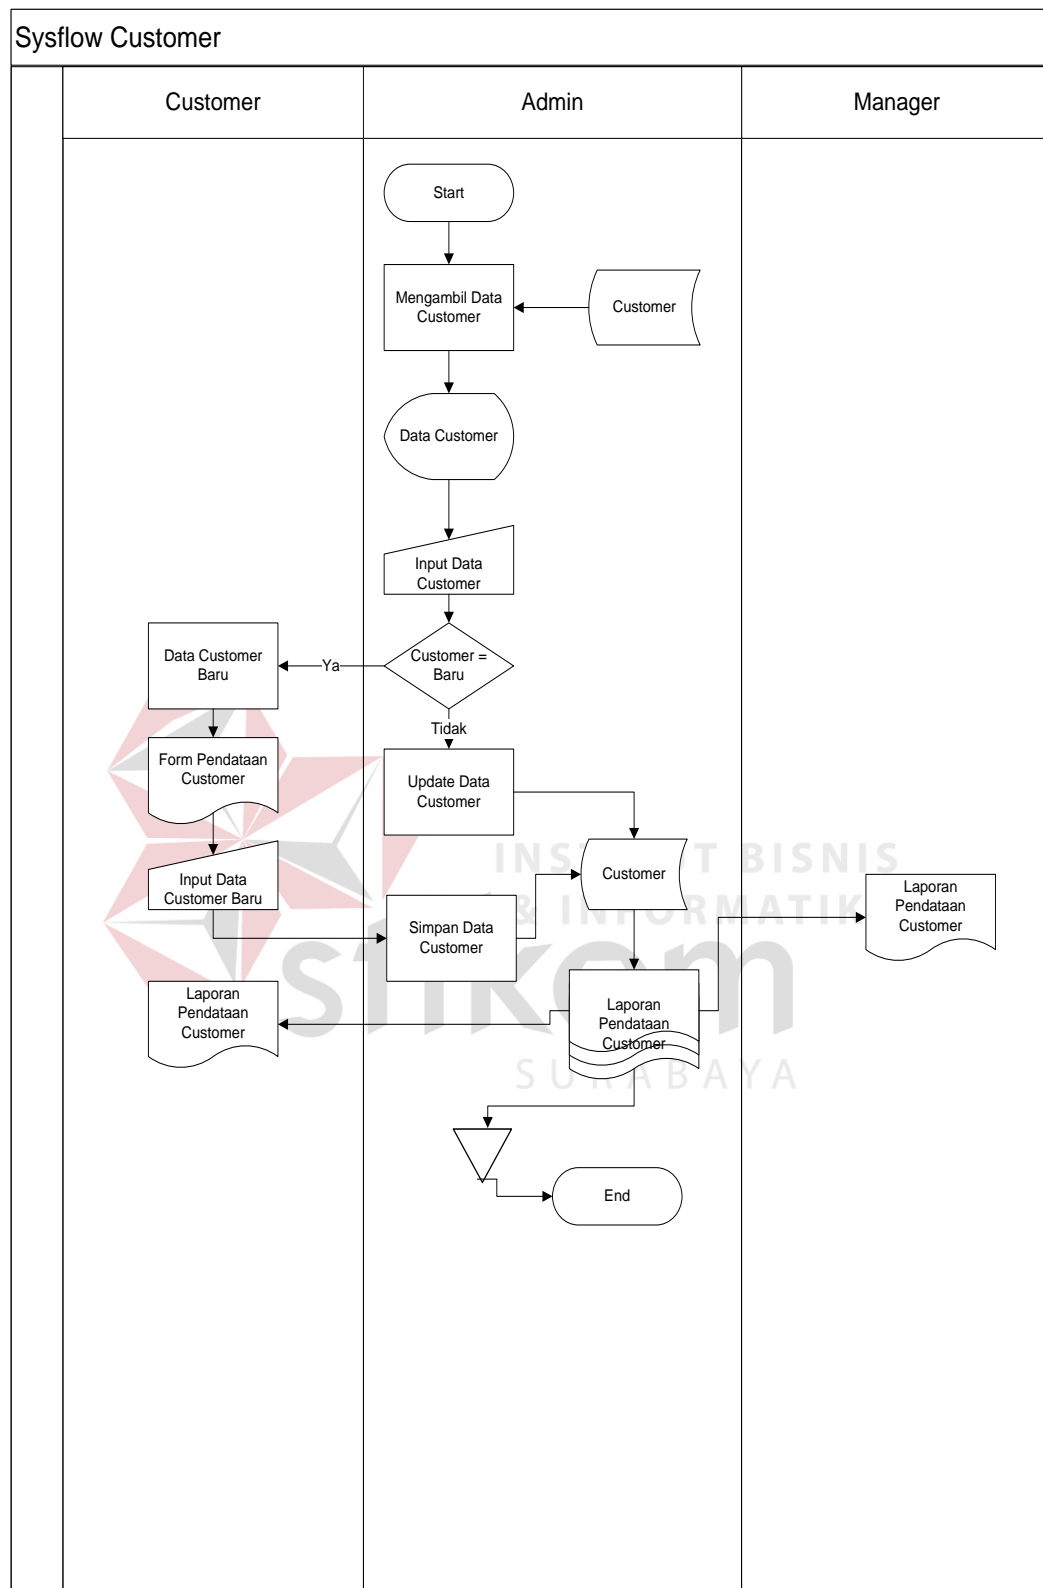 Sysflow Customer
Customer
Admin
Manager
Start
Mengambil Data
Customer
Customer
Data Customer
Input Data
Customer
Customer =
Baru
Ya
Tidak
Data Customer
Baru
Form Pendataan
Customer
Update Data
Customer
Input Data
Customer Baru
Customer
Simpan Data
Customer
Laporan
Pendataan
Customer
Laporan
Pendataan
Customer
Laporan
Pendataan
Customer
End
BISNIS
& INFORMATIK
stikom
SURABAYA